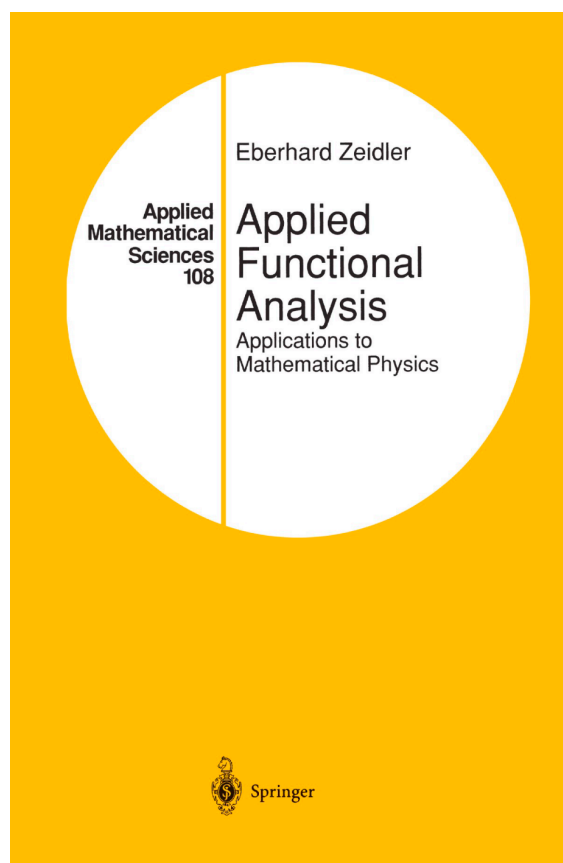 Eberhard Zeidler
Applied
Mathematical
Sciences
108
Applied
Functional
Analysis
Applications to
Mathematical Physics
Springer